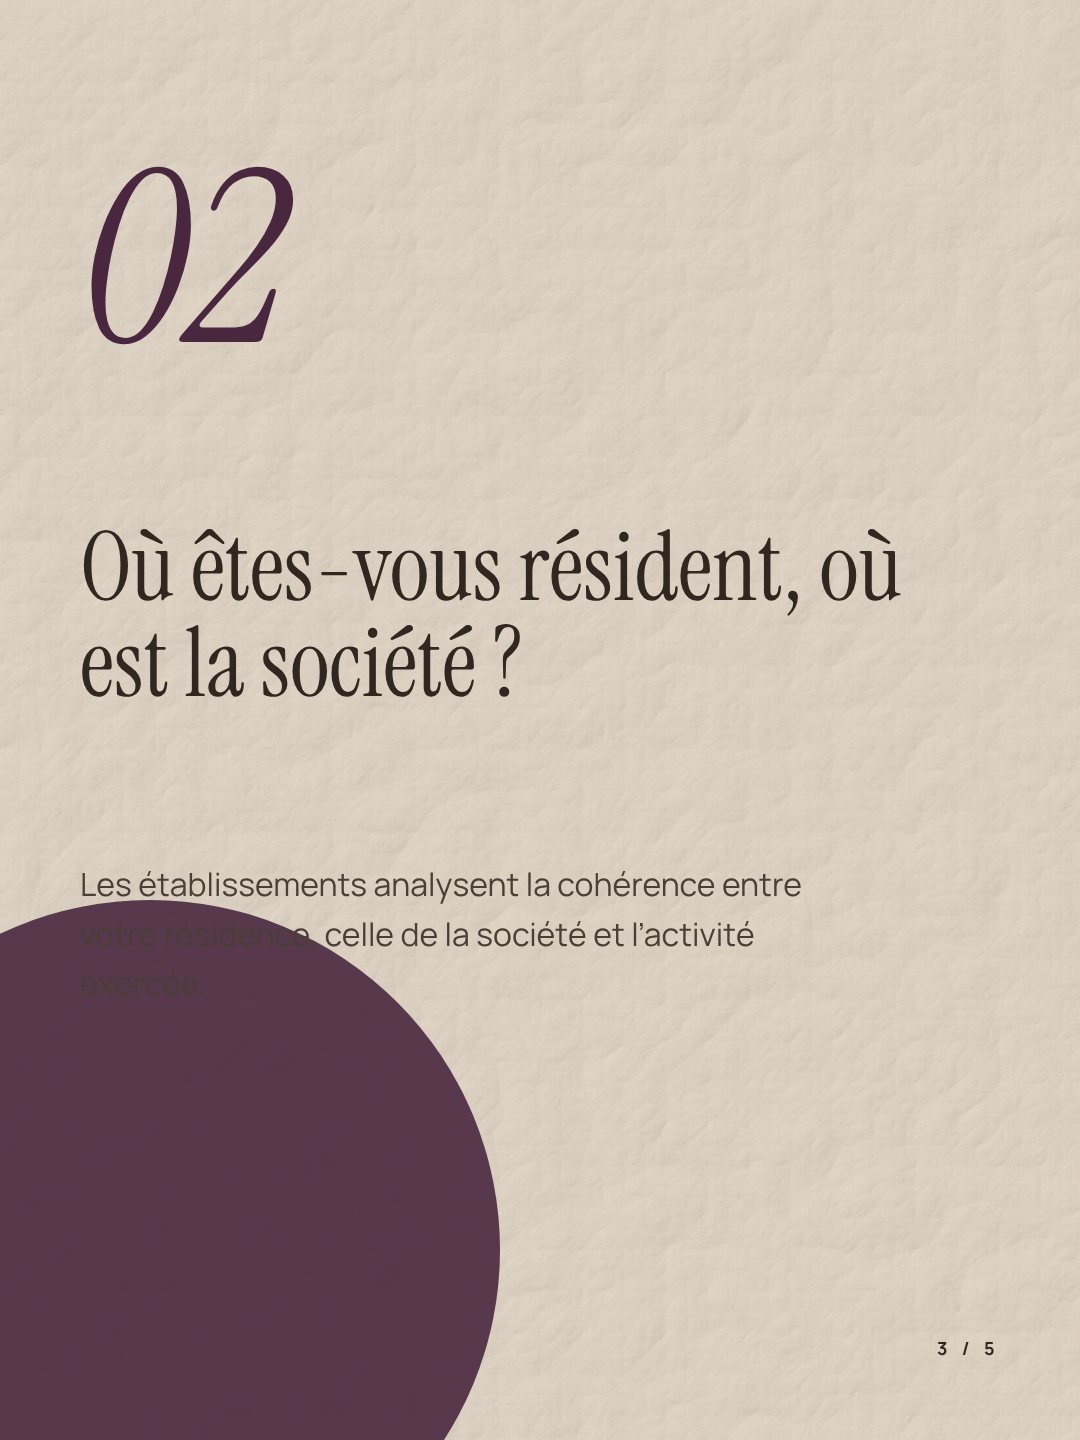 02
Où êtes-vous résident, où
est la société ?
Les établissements analysent la cohérence entre
votre résidence, celle de la société et l’activité
exercée.
3 / 5